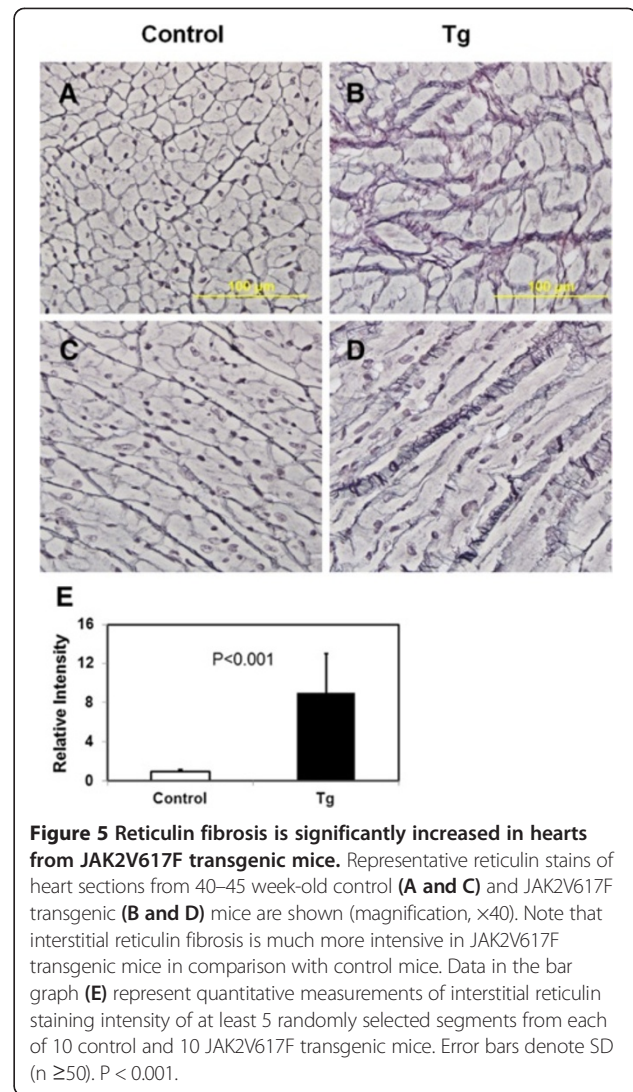 Control
Tg
A
B
100 µm
100 µm
C
D
E
16
12
8
4
0
Relative Intensity
P<0.001
Control
Tg
Figure 5 Reticulin fibrosis is significantly increased in hearts
from JAK2V617F transgenic mice. Representative reticulin stains of
heart sections from 40–45 week-old control (A and C) and JAK2V617F
transgenic (B and D) mice are shown (magnification, ×40). Note that
interstitial reticulin fibrosis is much more intensive in JAK2V617F
transgenic mice in comparison with control mice. Data in the bar
graph (E) represent quantitative measurements of interstitial reticulin
staining intensity of at least 5 randomly selected segments from each
of 10 control and 10 JAK2V617F transgenic mice. Error bars denote SD
(n ≥50). P < 0.001.